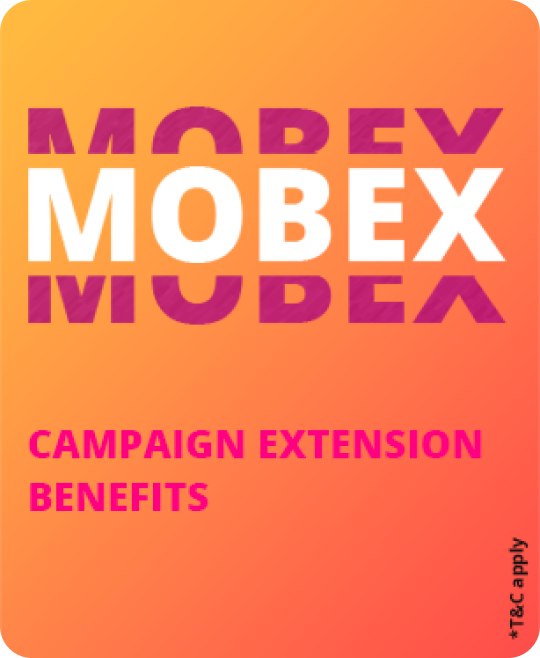 MOBEX
MOBEX
MOBEX
CAMPAIGN EXTENSION
BENEFITS
*T&C apply